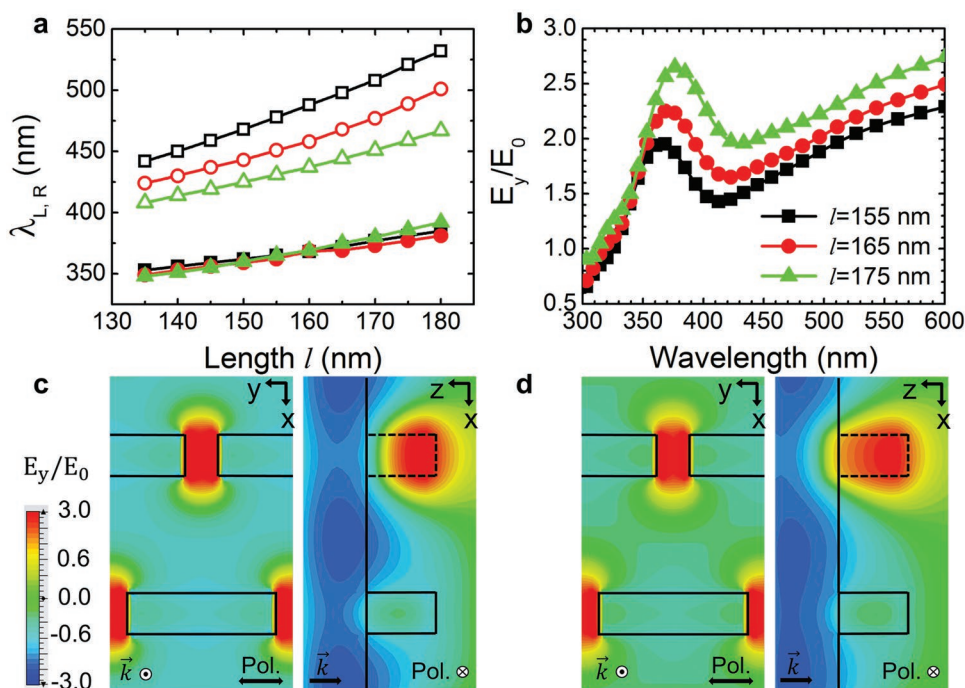 a
550
500
450
400
350
λL, R (nm)
130 140 150 160 170 180
Length l (nm)
b
3.0
2.5
2.0
1.5
1.0
0.5
Ey/E0
l=155 nm
l=165 nm
l=175 nm
300 350 400 450 500 550 600
Wavelength (nm)
c
y
x
z
x
Ey/E0
3.0
0.6
0.0
-0.6
-3.0
k⃗
Pol.
k⃗
Pol.
d
y
x
z
x
k⃗
Pol.
k⃗
Pol.